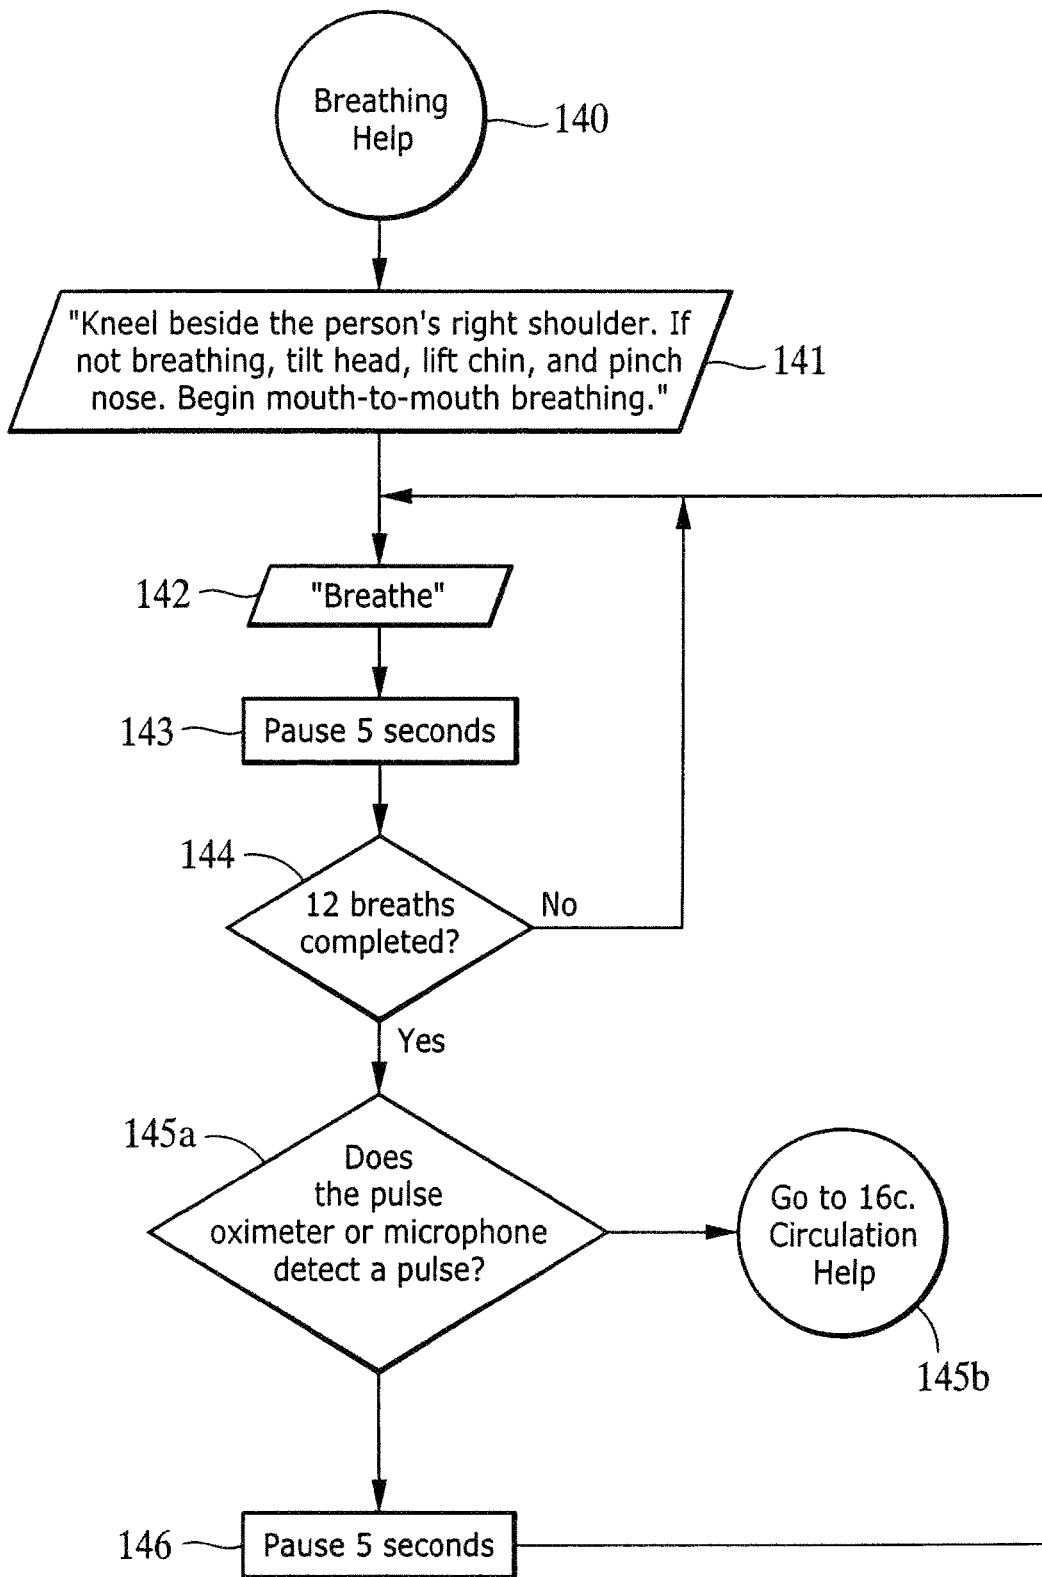 Breathing
Help
140
"Kneel beside the person's right shoulder. If
not breathing, tilt head, lift chin, and pinch
nose. Begin mouth-to-mouth breathing."
141
142
"Breathe"
143
Pause 5 seconds
144
12 breaths
completed?
No
Yes
145a
Does
the pulse
oximeter or microphone
detect a pulse?
Go to 16c.
Circulation
Help
145b
146
Pause 5 seconds